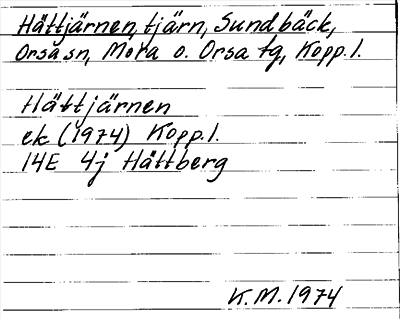 Hättjärnen, tjärn, Sundbäck,
Orsa sn, Mora o. Orsa tg, Kopp. l.
Hättjärnen
ek (1974) Kopp. l.
14E 4j Hättberg
K.M. 1974